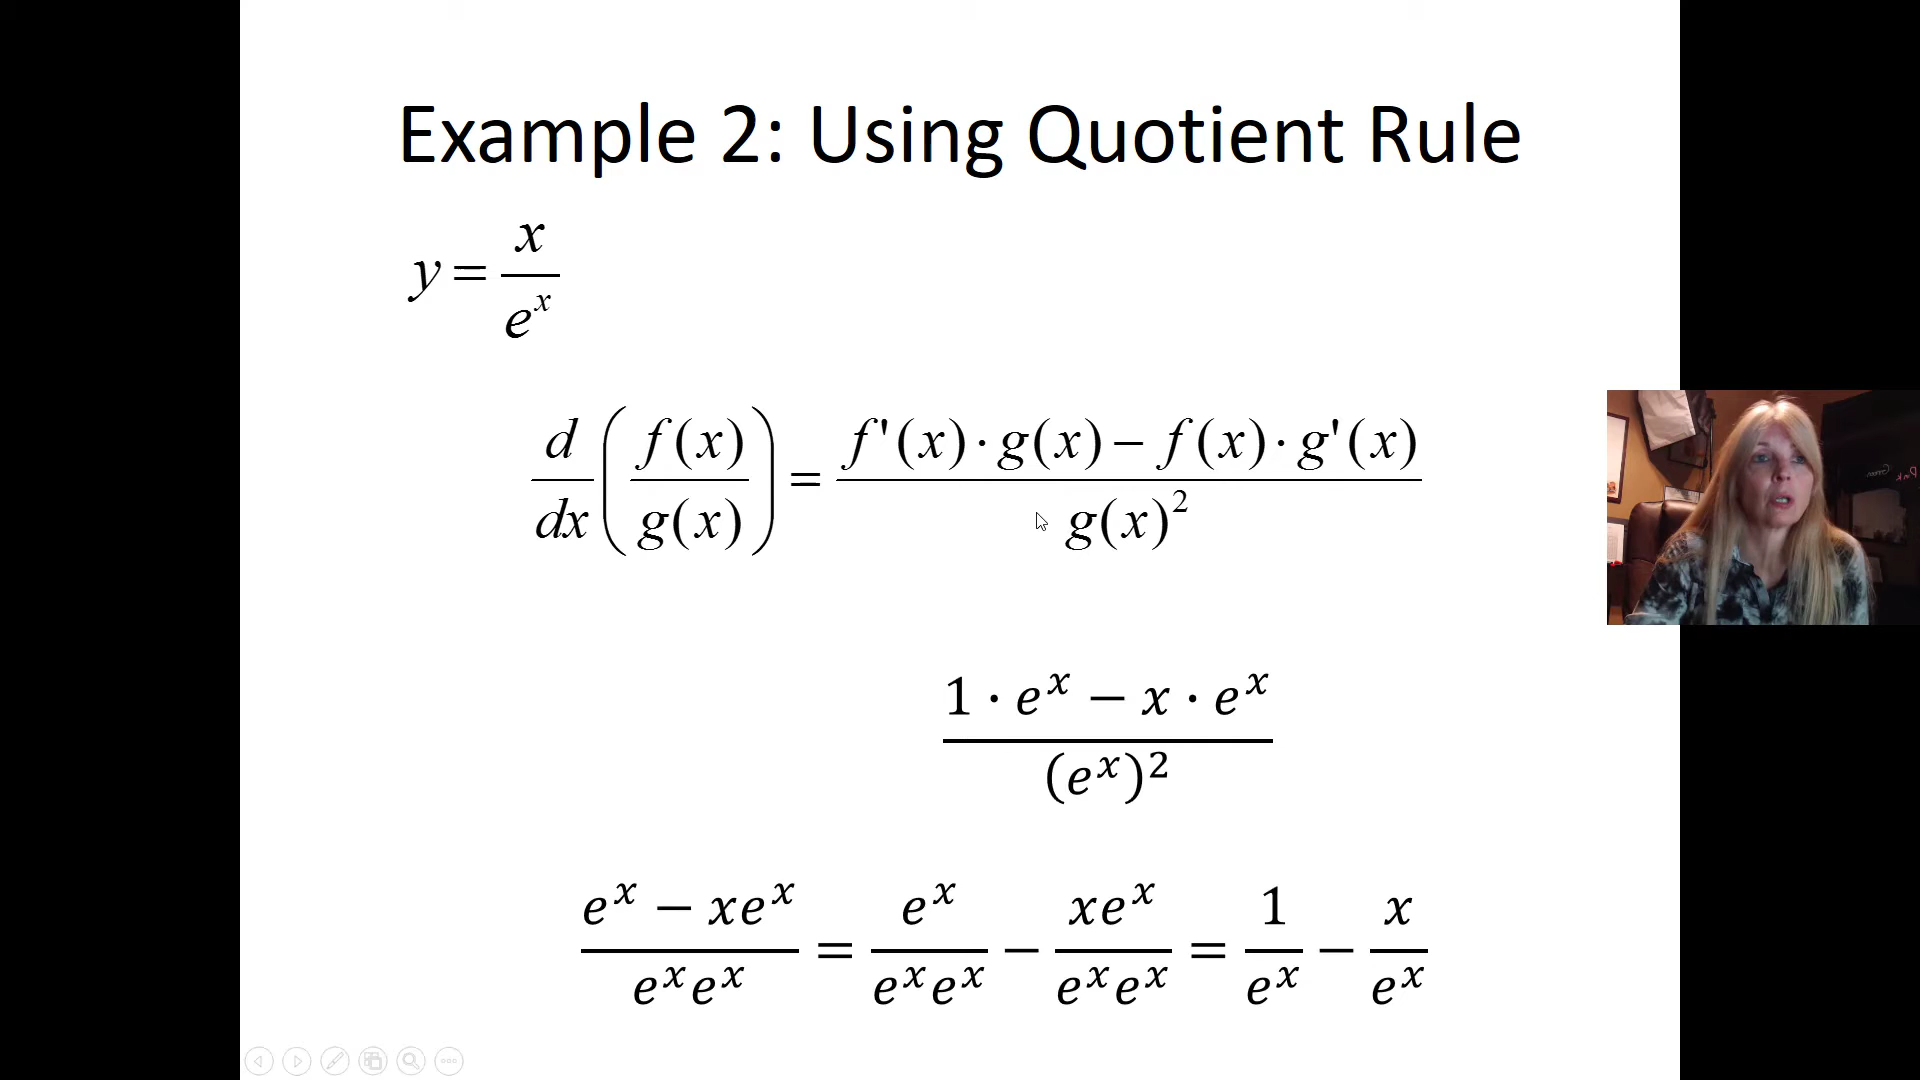 Example 2: Using Quotient Rule
y = x / e^x
d/dx ( f(x) / g(x) ) = ( f'(x) · g(x) − f(x) · g'(x) ) / g(x)^2
( 1 · e^x − x · e^x ) / (e^x)^2
( e^x − xe^x ) / ( e^x e^x ) = e^x / ( e^x e^x ) − xe^x / ( e^x e^x ) = 1 / e^x − x / e^x